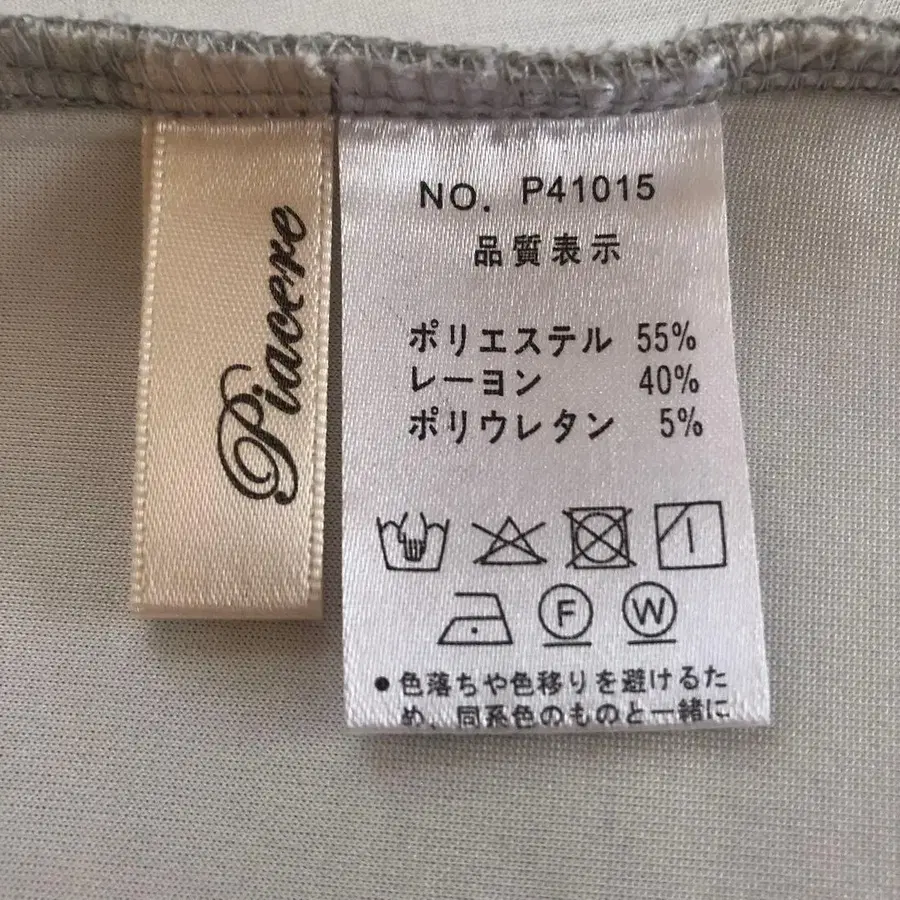 Piacere
NO. P41015
品質表示
ポリエステル 55%
レーヨン 40%
ポリウレタン 5%
F W
●色落ちや色移りを避けるた
め、同系色のものと一緒に